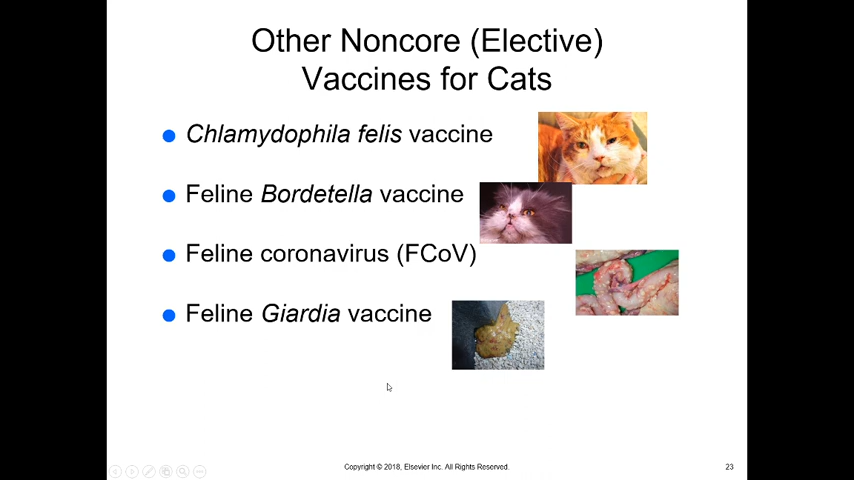 Other Noncore (Elective)
Vaccines for Cats
Chlamydophila felis vaccine
Feline Bordetella vaccine
Feline coronavirus (FCoV)
Feline Giardia vaccine
Copyright © 2018, Elsevier Inc. All Rights Reserved.
23